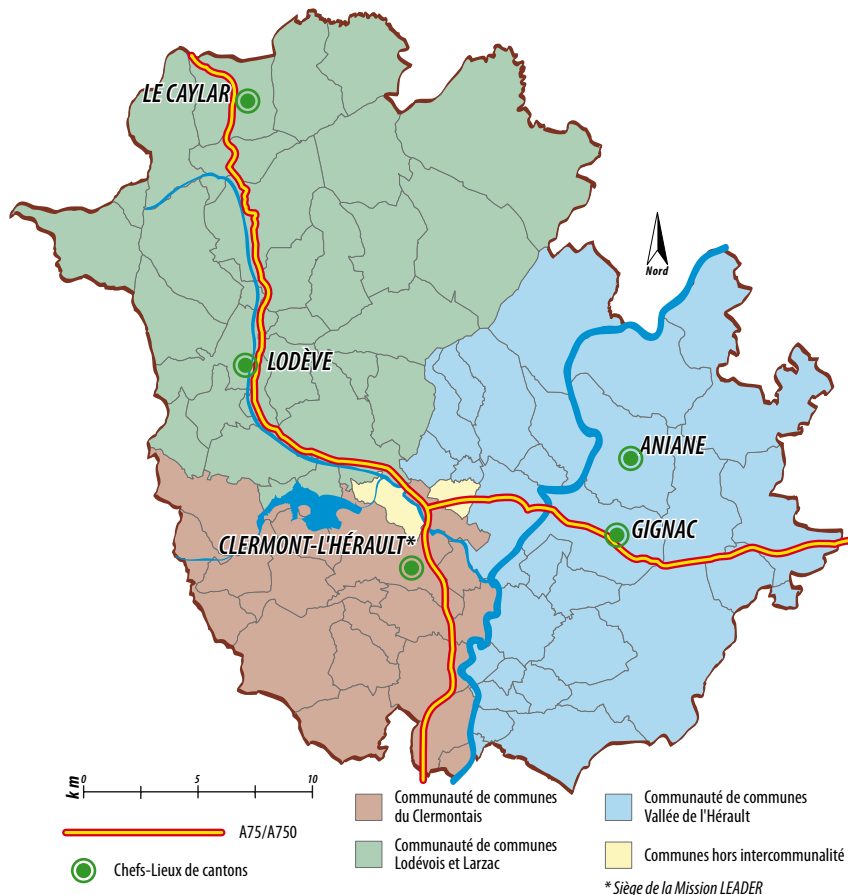 LE CAYLAR
Nord
LODÈVE
ANIANE
GIGNAC
CLERMONT-L'HÉRAULT*
km 0 5 10
A75/A750
Chefs-Lieux de cantons
Communauté de communes
du Clermontais
Communauté de communes
Lodévois et Larzac
Communauté de communes
Vallée de l'Hérault
Communes hors intercommunalité
* Siège de la Mission LEADER